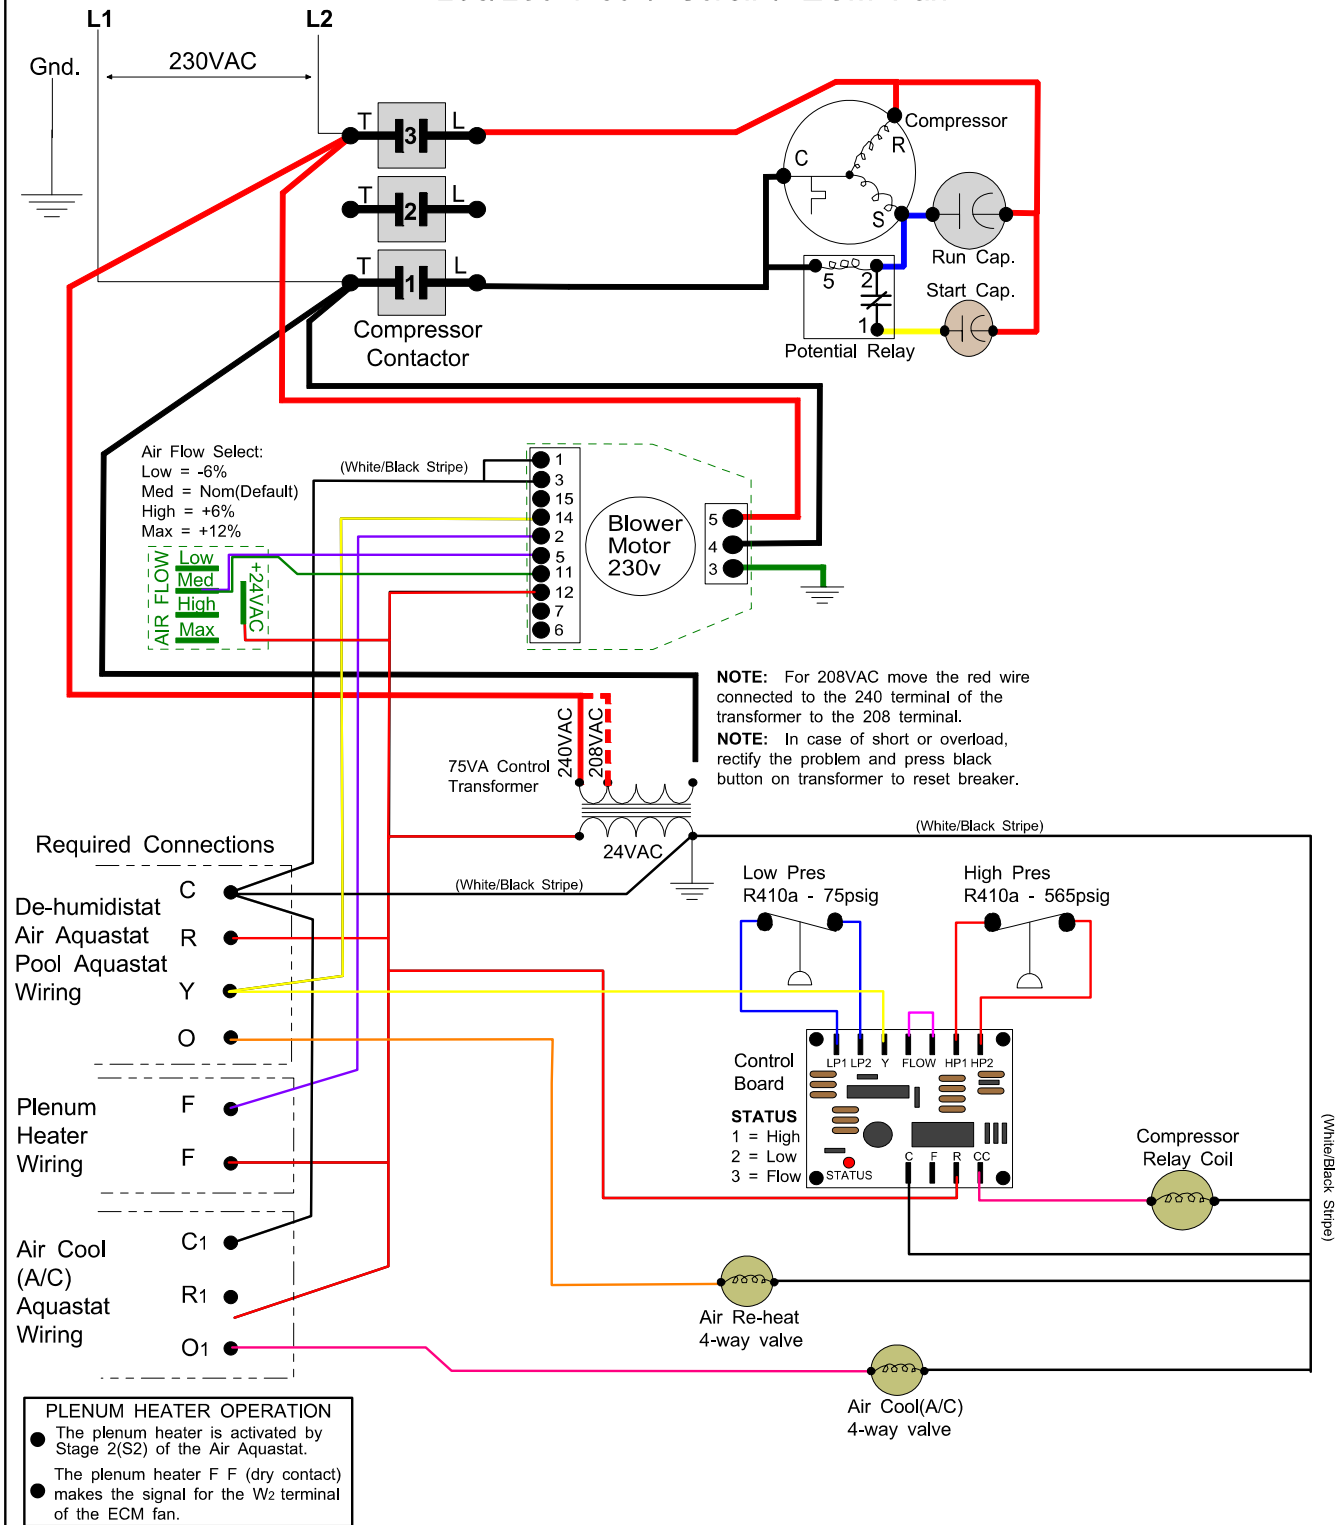 L1
L2
Gnd.
230VAC
T
3
L
T
2
L
T
1
L
Compressor
Contactor
Compressor
R
C
S
Run Cap.
5
2
Start Cap.
1
Potential Relay
Air Flow Select:
Low = -6%
Med = Nom(Default)
High = +6%
Max = +12%
(White/Black Stripe)
AIR FLOW
Low
Med
High
Max
+24VAC
1
3
15
14
2
5
11
12
7
6
Blower
Motor
230v
5
4
3
NOTE: For 208VAC move the red wire
connected to the 240 terminal of the
transformer to the 208 terminal.
NOTE: In case of short or overload,
rectify the problem and press black
button on transformer to reset breaker.
240VAC
208VAC
75VA Control
Transformer
24VAC
(White/Black Stripe)
(White/Black Stripe)
Required Connections
De-humidistat
Air Aquastat
Pool Aquastat
Wiring
C
R
Y
O
Low Pres
R410a - 75psig
High Pres
R410a - 565psig
Control
Board
LP1 LP2 Y FLOW HP1 HP2
STATUS
1 = High
2 = Low
3 = Flow
STATUS
C F R CC
Plenum
Heater
Wiring
F
F
Compressor
Relay Coil
(White/Black Stripe)
Air Cool
(A/C)
Aquastat
Wiring
C1
R1
O1
Air Re-heat
4-way valve
Air Cool(A/C)
4-way valve
PLENUM HEATER OPERATION
The plenum heater is activated by
Stage 2(S2) of the Air Aquastat.
The plenum heater F F (dry contact)
makes the signal for the W2 terminal
of the ECM fan.